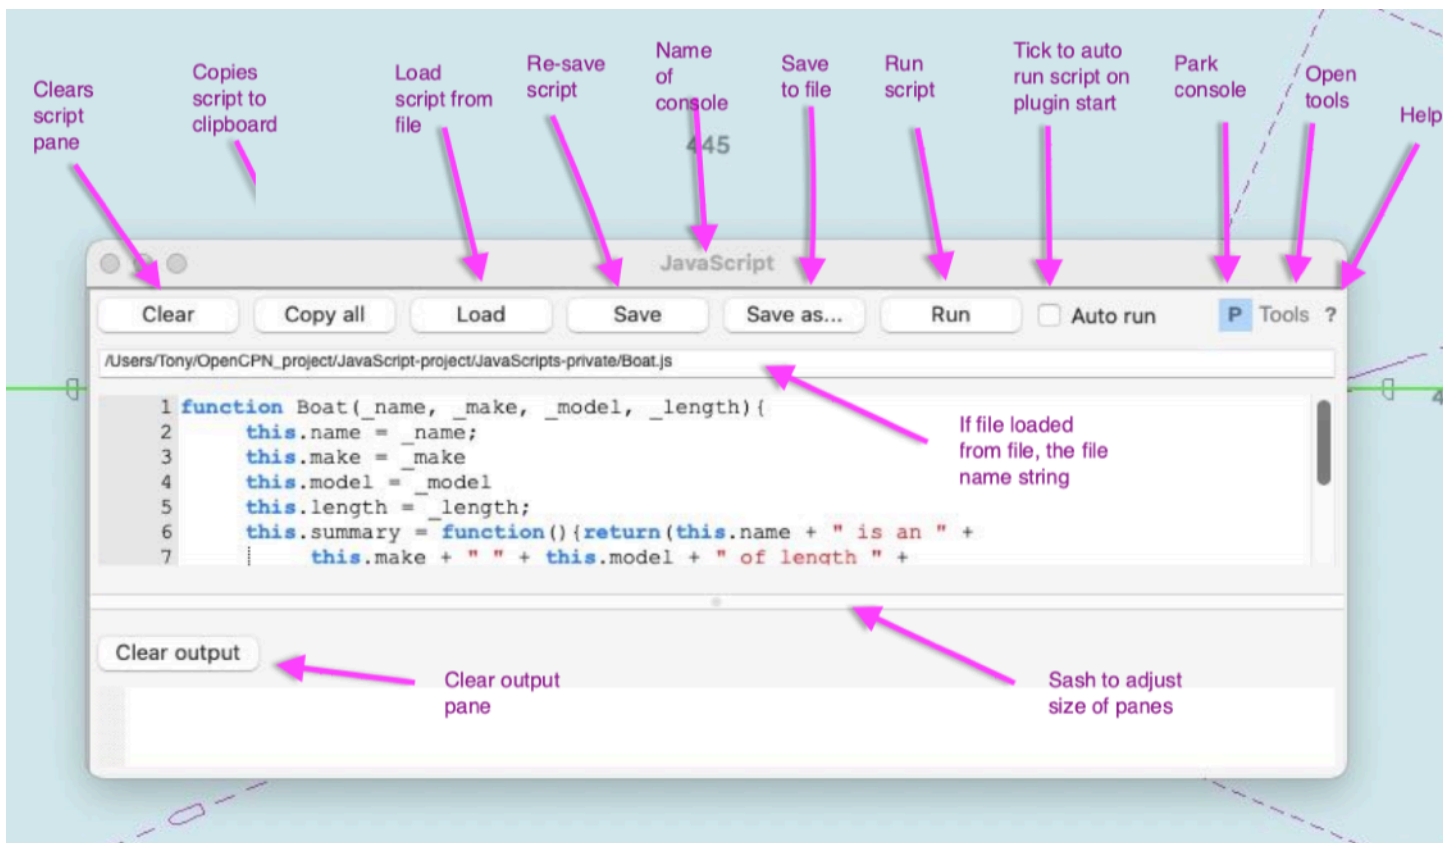 Clears
script
pane
Copies
script to
clipboard
Load
script from
file
Re-save
script
Name
of
console
Save
to file
Run
script
Tick to auto
run script on
plugin start
Park
console
Open
tools
Help
445
JavaScript
Clear
Copy all
Load
Save
Save as...
Run
Auto run
P
Tools
?
/Users/Tony/OpenCPN_project/JavaScript-project/JavaScripts-private/Boat.js
4
1 function Boat(_name, _make, _model, _length){
2 this.name = _name;
3 this.make = _make
4 this.model = _model
5 this.length = _length;
6 this.summary = function(){return(this.name + " is an " +
7 this.make + " " + this.model + " of length " +
If file loaded
from file, the file
name string
Clear output
Clear output
pane
Sash to adjust
size of panes